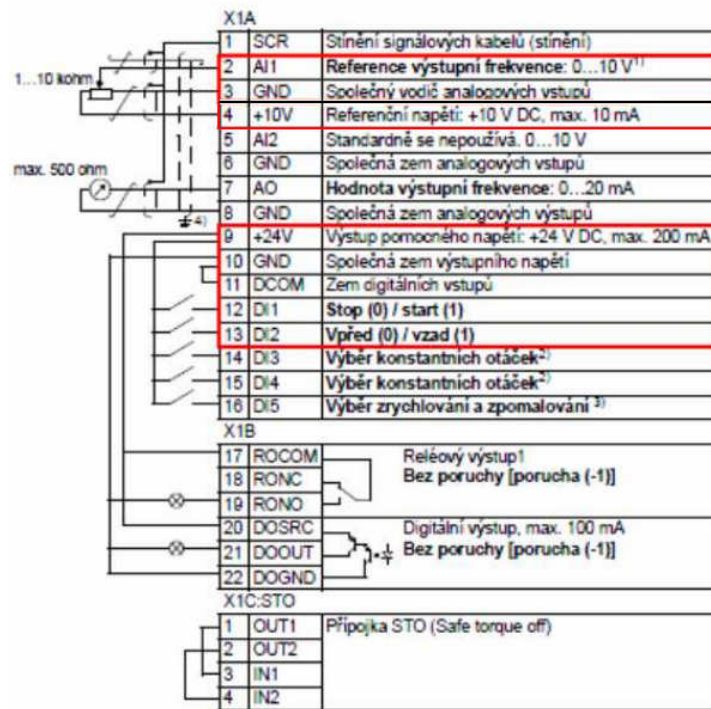 X1A
1 SCR Stínění signálových kabelů (stínění)
2 AI1 Reference výstupní frekvence: 0...10 V1)
1...10 kohm
3 GND Společný vodič analogových vstupů
4 +10V Referenční napětí: +10 V DC, max. 10 mA
5 AI2 Standardně se nepoužívá. 0...10 V
max. 500 ohm
6 GND Společná zem analogových vstupů
7 AO Hodnota výstupní frekvence: 0...20 mA
8 GND Společná zem analogových výstupů
4)
9 +24V Výstup pomocného napětí: +24 V DC, max. 200 mA
10 GND Společná zem výstupního napětí
11 DCOM Zem digitálních vstupů
12 DI1 Stop (0) / start (1)
13 DI2 Vpřed (0) / vzad (1)
14 DI3 Výběr konstantních otáček2)
15 DI4 Výběr konstantních otáček2)
16 DI5 Výběr zrychlování a zpomalování 3)
X1B
17 ROCOM Reléový výstup1
18 RONC Bez poruchy [porucha (-1)]
19 RONO
20 DOSRC Digitální výstup, max. 100 mA
21 DOOUT Bez poruchy [porucha (-1)]
22 DOGND
X1C:STO
1 OUT1 Přípojka STO (Safe torque off)
2 OUT2
3 IN1
4 IN2